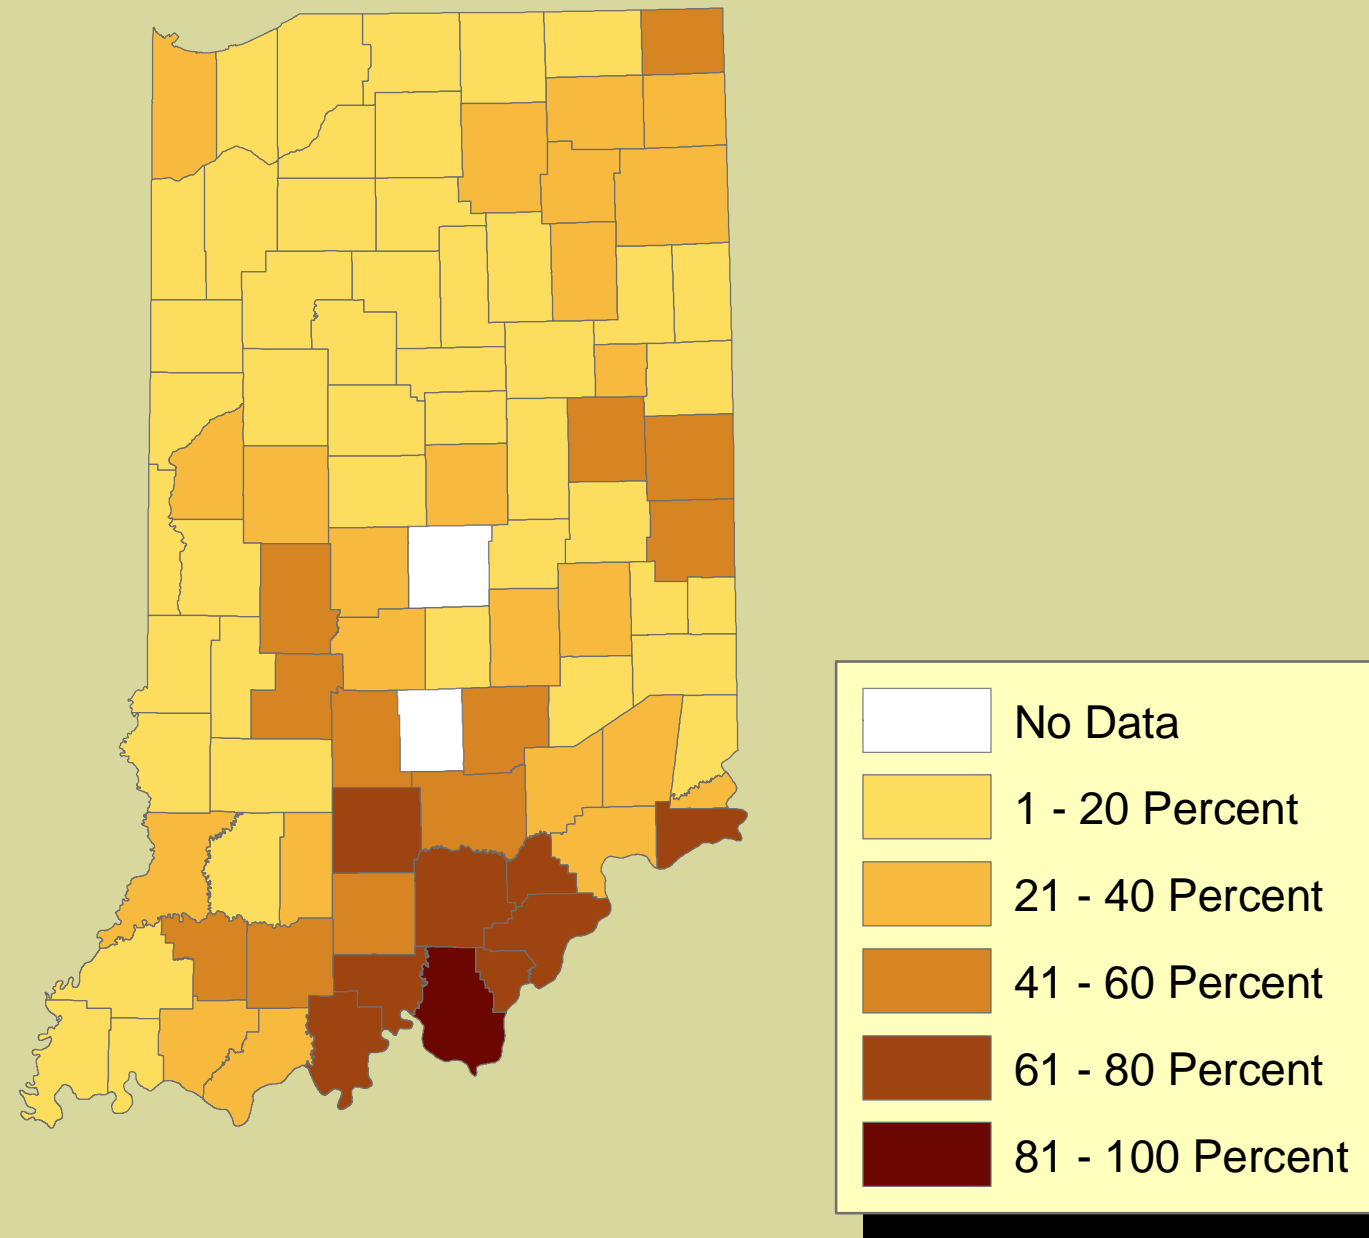 No Data
1 - 20 Percent
21 - 40 Percent
41 - 60 Percent
61 - 80 Percent
81 - 100 Percent